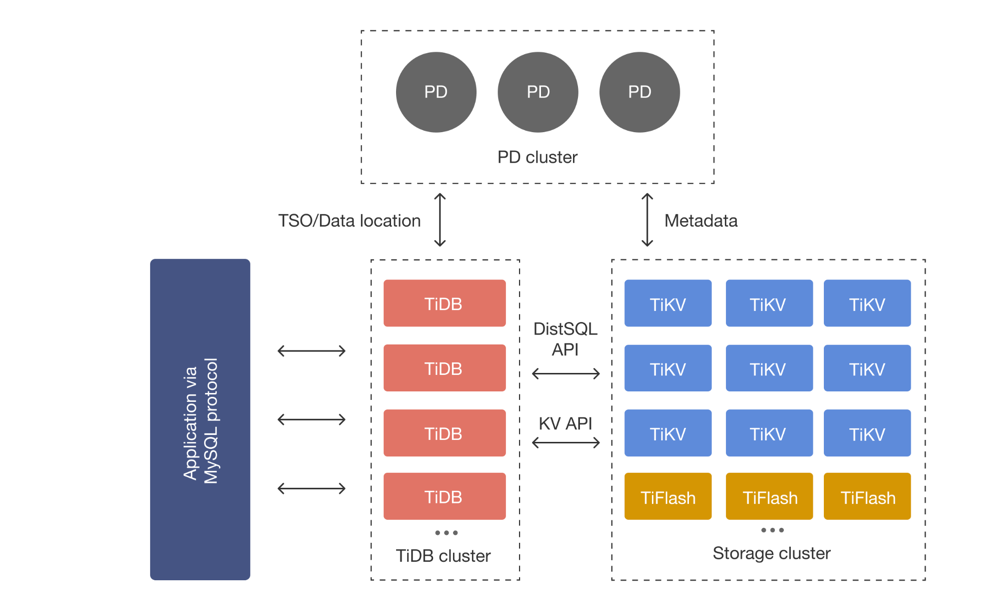 PD PD PD
PD cluster
TSO/Data location
Metadata
Application via
MySQL protocol
TiDB
TiDB
TiDB
TiDB
•••
TiDB cluster
DistSQL
API
KV API
TiKV TiKV TiKV
TiKV TiKV TiKV
TiKV TiKV TiKV
TiFlash TiFlash TiFlash
•••
Storage cluster